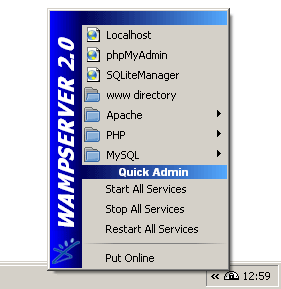 WAMPSERVER 2.0
Localhost
phpMyAdmin
SQLiteManager
www directory
Apache
PHP
MySQL
Quick Admin
Start All Services
Stop All Services
Restart All Services
Put Online
« 12:59